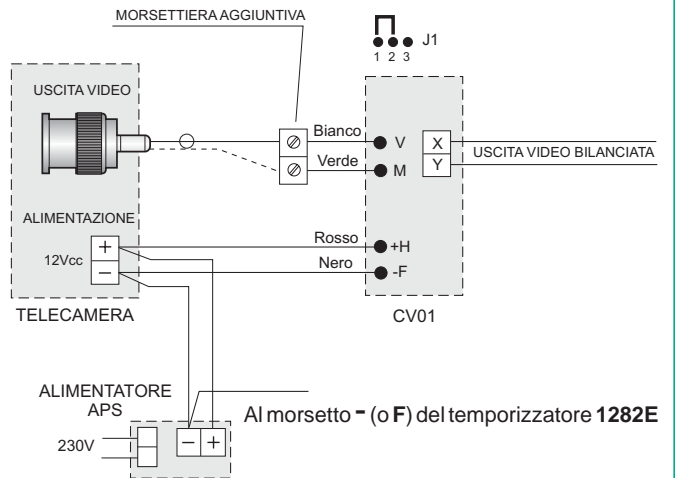 MORSETTIERA AGGIUNTIVA
J1
1 2 3
USCITA VIDEO
Bianco
V
X
Verde
M
Y
USCITA VIDEO BILANCIATA
ALIMENTAZIONE
12Vcc
+
−
Rosso
+H
Nero
-F
TELECAMERA
CV01
ALIMENTATORE
APS
Al morsetto - (o F) del temporizzatore 1282E
230V
− +